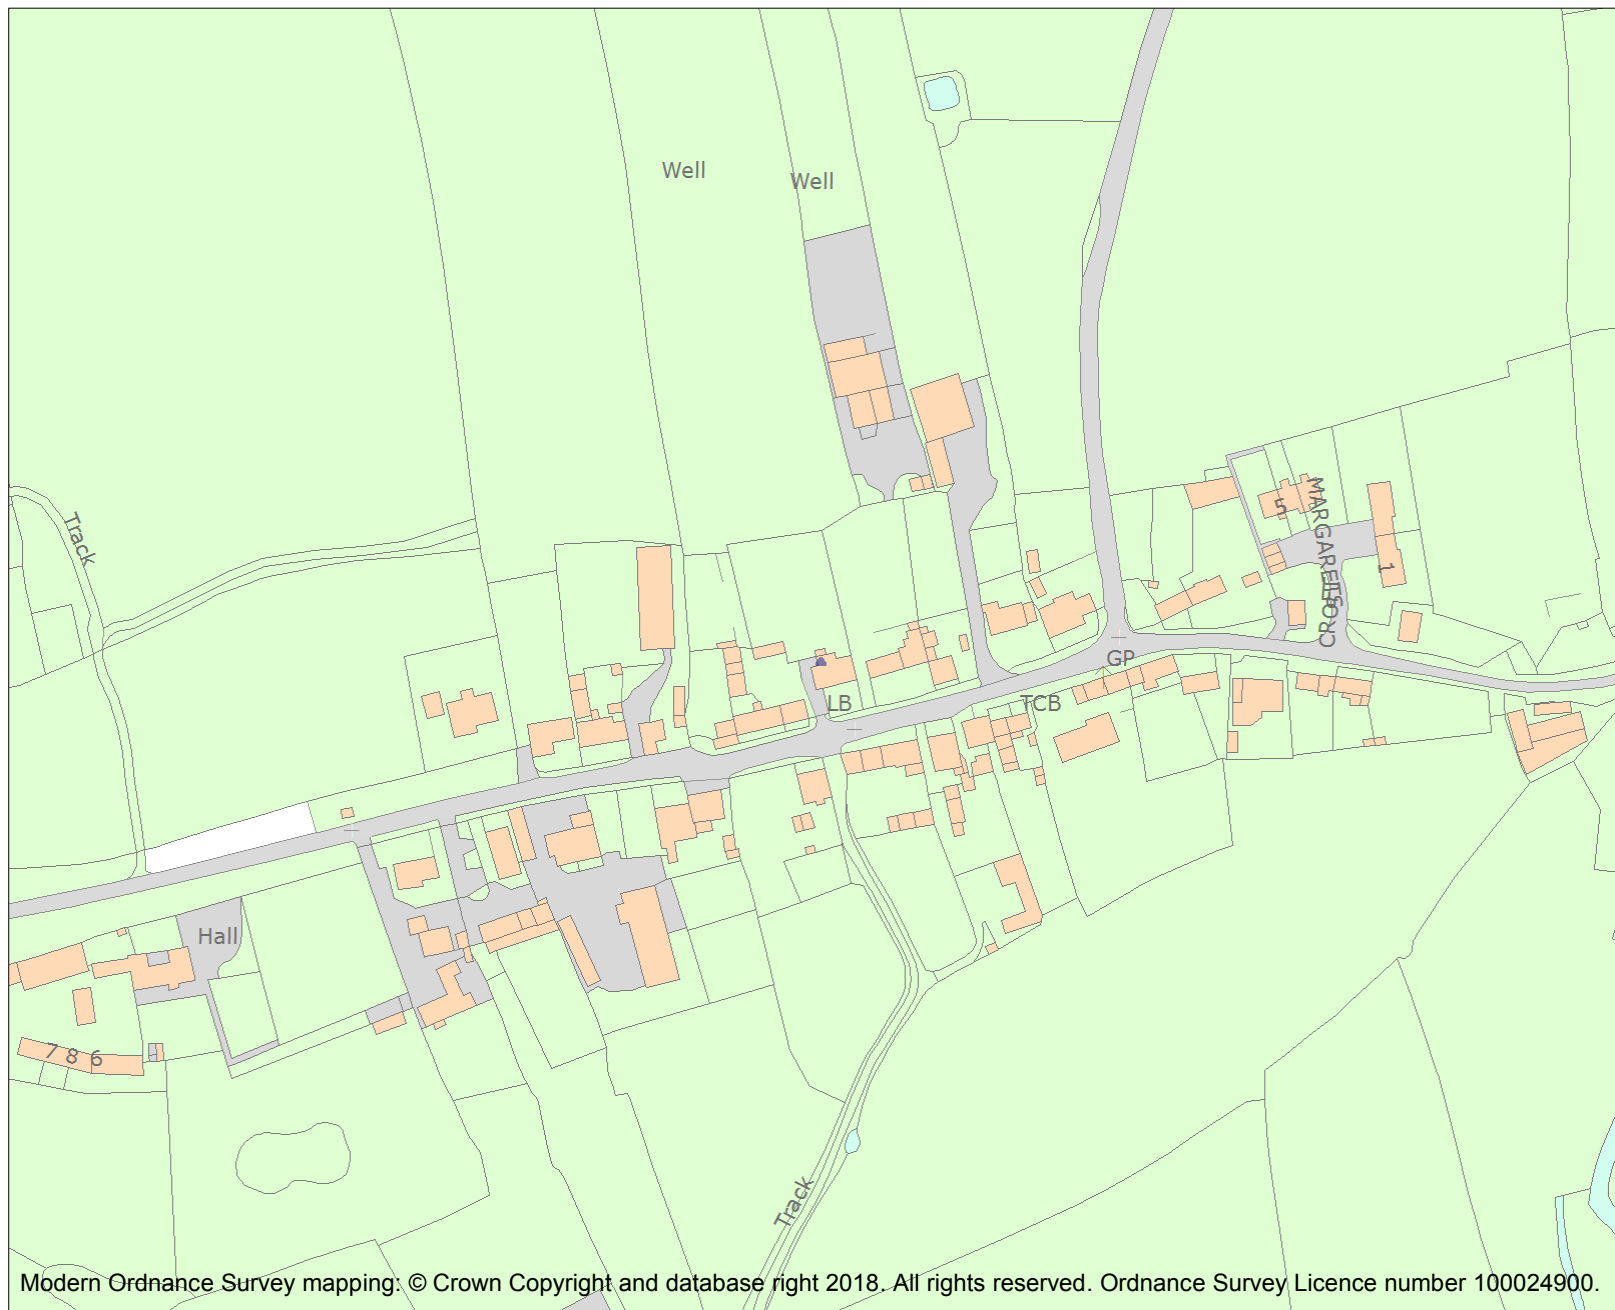 Well
Well
Track
5
MARGARETS
CROFT
1
GP
LB
TCB
Hall
7 8 6
Track
Modern Ordnance Survey mapping: © Crown Copyright and database right 2018. All rights reserved. Ordnance Survey Licence number 100024900.